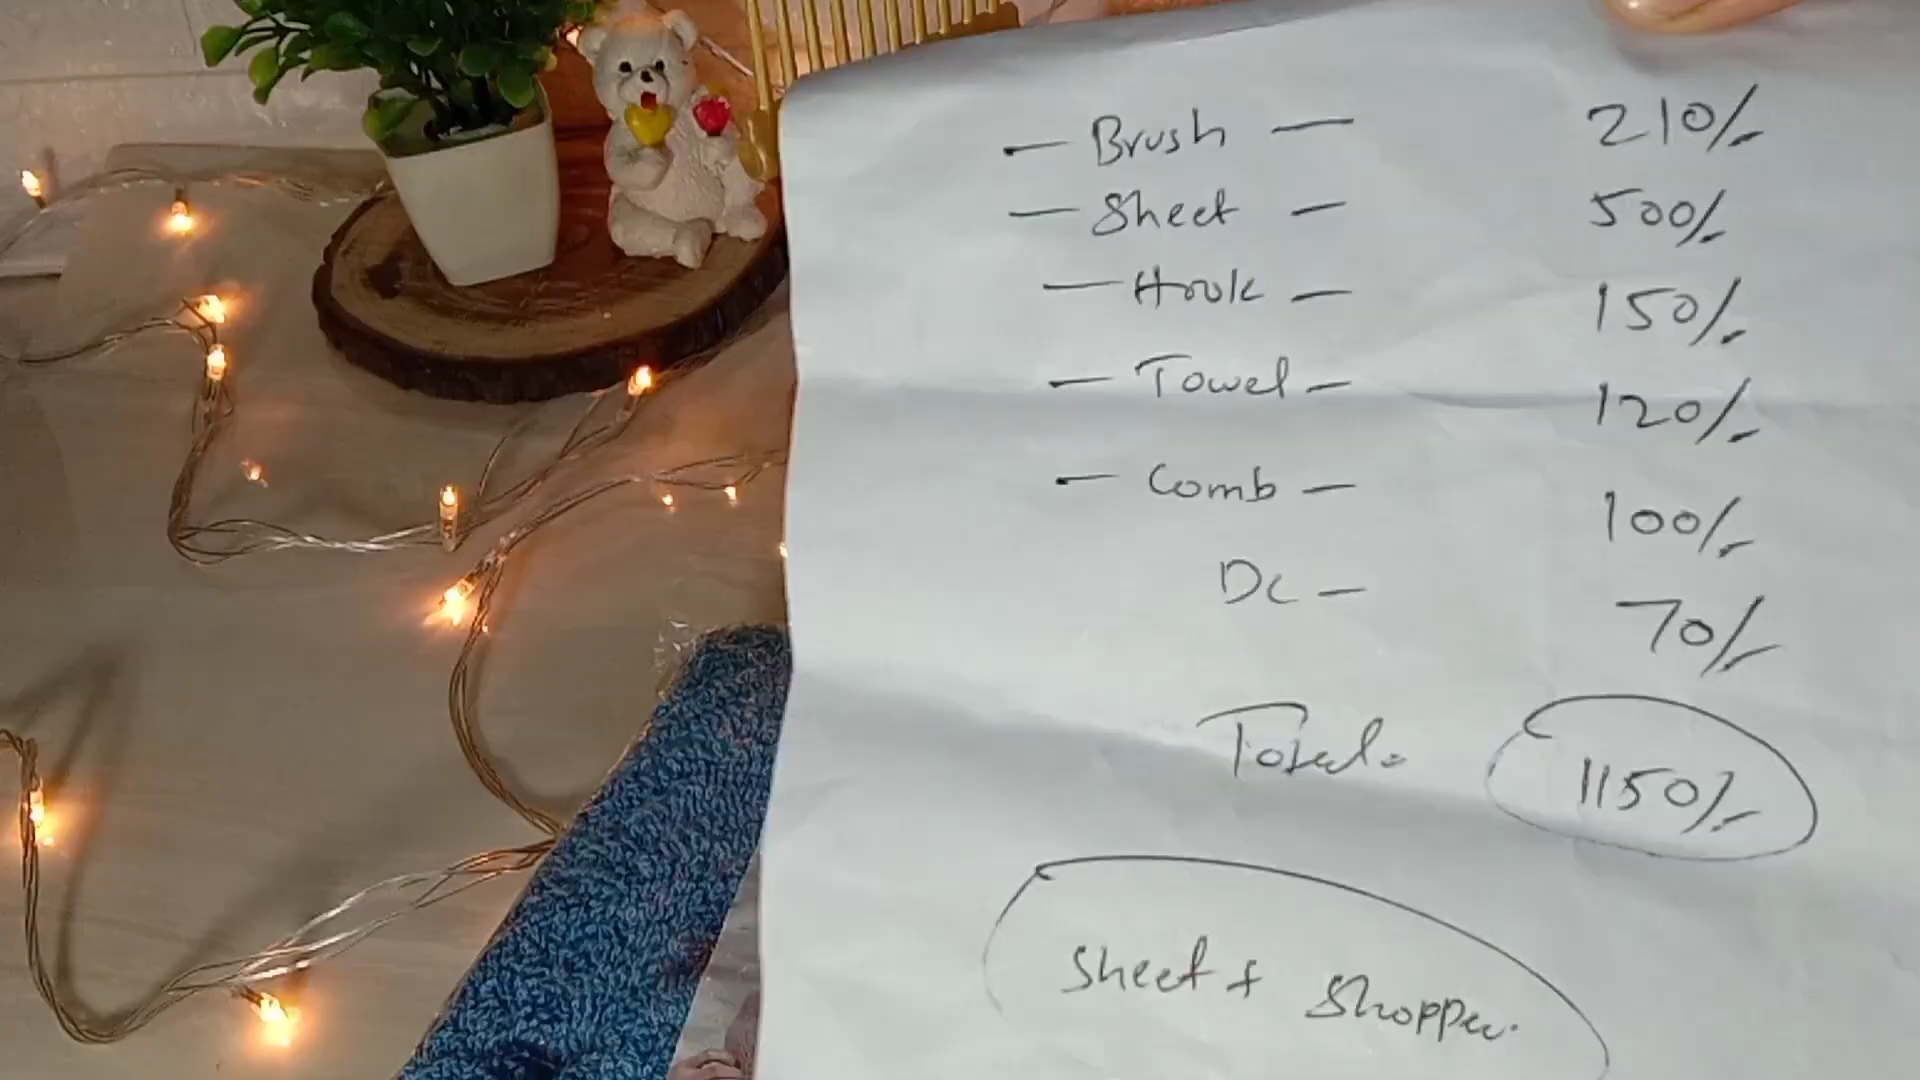 — Brush — 210/-
— Sheet — 500/-
— Hook — 150/-
— Towel — 120/-
— Comb — 100/-
DC — 70/-
Total = 1150/-
Sheet + Shopper